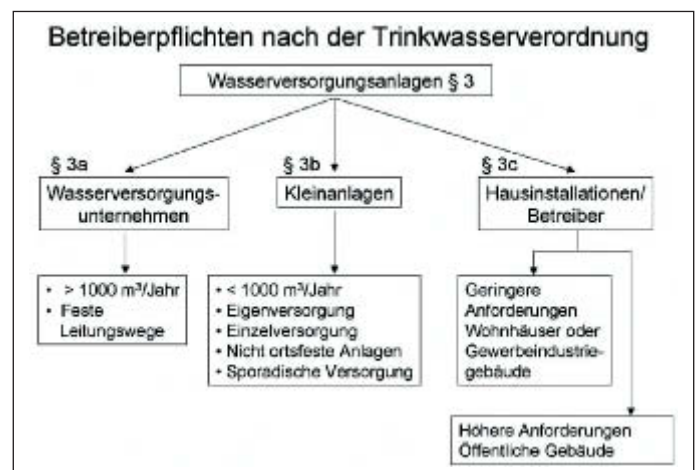 Betreiberpflichten nach der Trinkwasserverordnung
Wasserversorgungsanlagen § 3
§ 3a
Wasserversorgungs-
unternehmen
• > 1000 m³/Jahr
• Feste
Leilungswege
§ 3b
Kleinanlagen
• < 1000 m³/Jahr
• Eigenversorgung
• Einzelversorgung
• Nicht ortsfeste Anlagen
• Sporadische Versorgung
§ 3c
Hausinstallationen/
Betreiber
Geringere
Anforderungen
Wohnhäuser oder
Gewerbeindustrie-
gebäude
Höhere Anforderungen
Öffentliche Gebäude